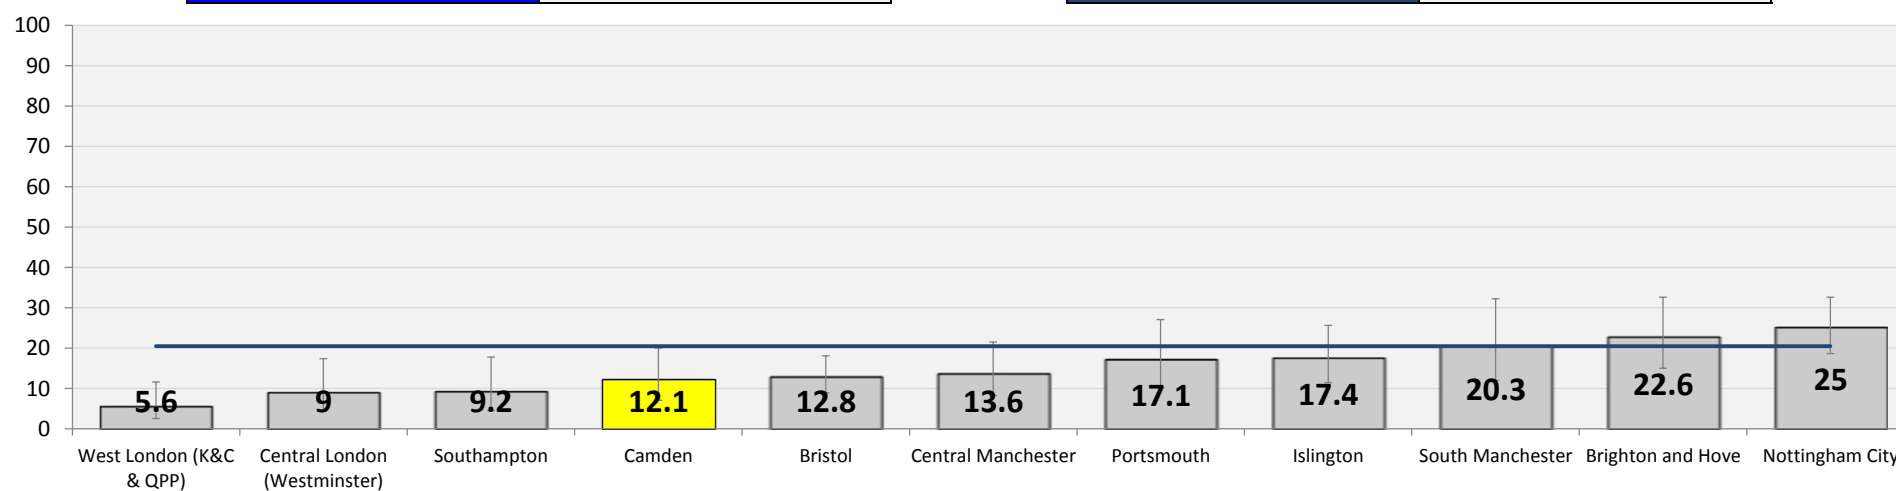 100
90
80
70
60
50
40
30
20
10
0
5.6
9
9.2
12.1
12.8
13.6
17.1
17.4
20.3
22.6
25
West London (K&C
& QPP)
Central London
(Westminster)
Southampton
Camden
Bristol
Central Manchester
Portsmouth
Islington
South Manchester
Brighton and Hove
Nottingham City